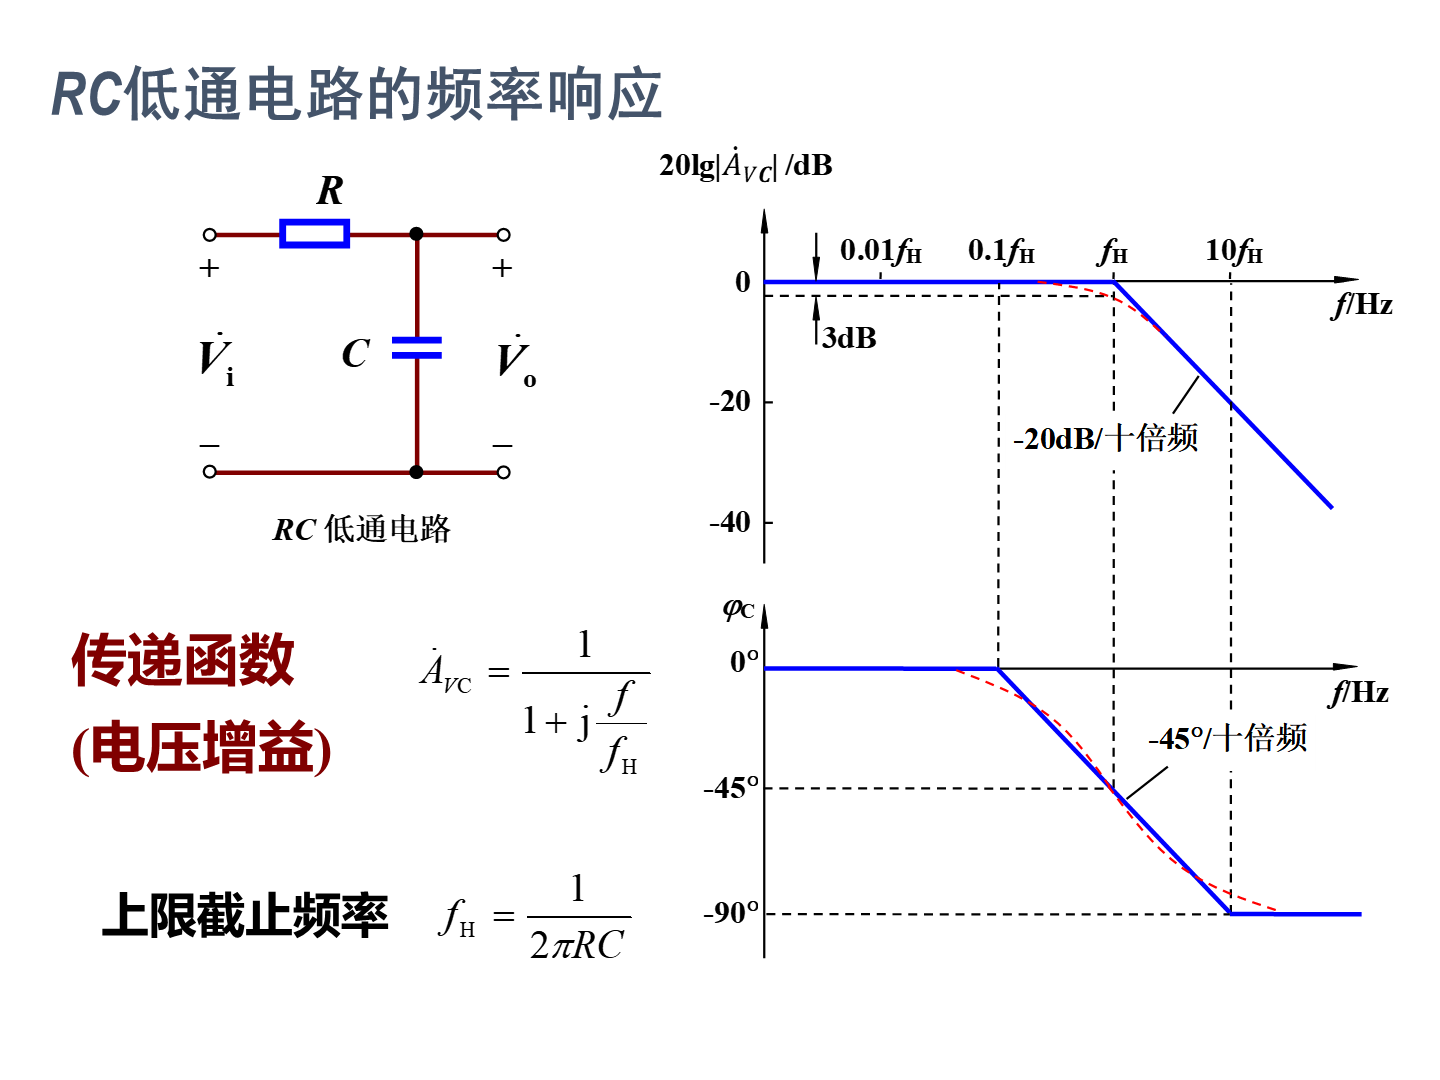 RC低通电路的频率响应
R
+
+
V̇i
C
V̇o
–
–
RC 低通电路
传递函数
(电压增益)
ȦVC = 1 / (1 + j f/fH)
上限截止频率
fH = 1 / (2πRC)
20lg|ȦVC| /dB
0.01fH 0.1fH fH 10fH
0
f/Hz
3dB
-20
-20dB/十倍频
-40
φC
0°
f/Hz
-45°/十倍频
-45°
-90°